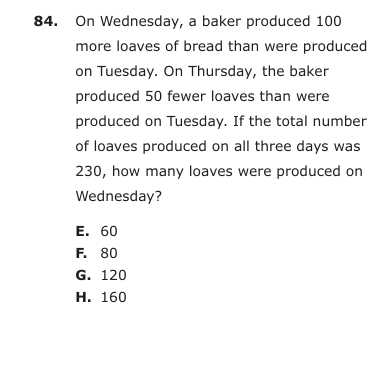 84. On Wednesday, a baker produced 100
more loaves of bread than were produced
on Tuesday. On Thursday, the baker
produced 50 fewer loaves than were
produced on Tuesday. If the total number
of loaves produced on all three days was
230, how many loaves were produced on
Wednesday?
E. 60
F. 80
G. 120
H. 160